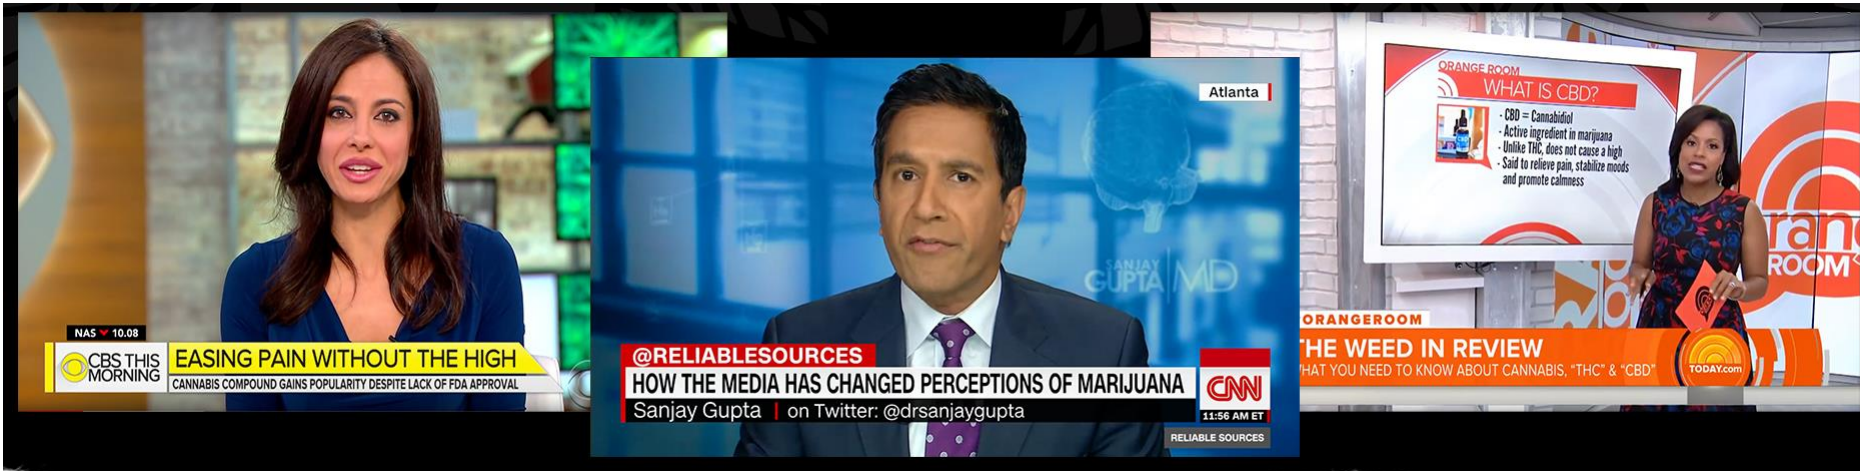 NAS 10.08
CBS THIS
MORNING
EASING PAIN WITHOUT THE HIGH
CANNABIS COMPOUND GAINS POPULARITY DESPITE LACK OF FDA APPROVAL
Atlanta
SANJAY
GUPTA MD
@RELIABLESOURCES
HOW THE MEDIA HAS CHANGED PERCEPTIONS OF MARIJUANA
Sanjay Gupta | on Twitter: @drsanjaygupta
CNN
11:56 AM ET
RELIABLE SOURCES
ORANGE ROOM
WHAT IS CBD?
- CBD = Cannabidiol
- Active ingredient in marijuana
- Unlike THC, does not cause a high
- Said to relieve pain, stabilize moods
and promote calmness
ran
ROOM
ORANGEROOM
THE WEED IN REVIEW
HAT YOU NEED TO KNOW ABOUT CANNABIS, "THC" & "CBD"
TODAY.com